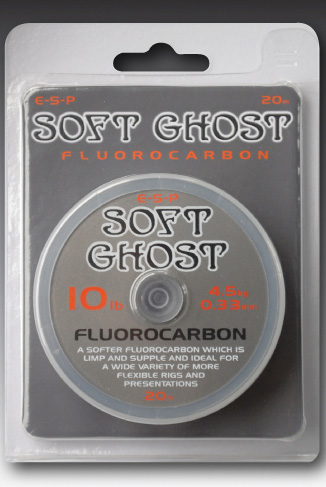 E-S-P 20m
SOFT GHOST
FLUOROCARBON
E-S-P
SOFT
GHOST
10lb 4.5kg
0.33mm
FLUOROCARBON
A SOFTER FLUOROCARBON WHICH IS
LIMP AND SUPPLE AND IDEAL FOR
A WIDE VARIETY OF MORE
FLEXIBLE RIGS AND
PRESENTATIONS
20m